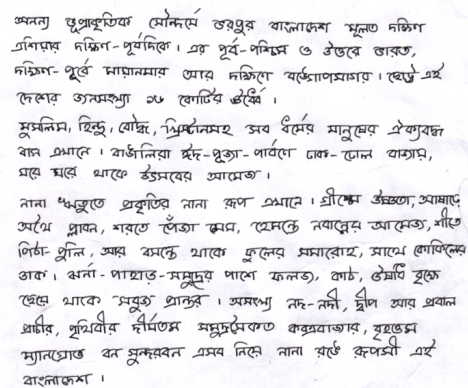 অনন্য ভূপ্রাকৃতিক সৌন্দর্যে ভরপুর বাংলাদেশ মূলত দক্ষিণ
এশিয়ার দক্ষিণ-পূর্বদিকে। এর পূর্ব-পশ্চিম ও উত্তরে ভারত,
দক্ষিণ-পূর্বে মায়ানমার আর দক্ষিণে বঙ্গোপসাগর। ছোট্ট এই
দেশের জনসংখ্যা ১৬ কোটির ঊর্ধ্বে।
মুসলিম, হিন্দু, বৌদ্ধ, খ্রিস্টানসহ সব ধর্মের মানুষের ঐক্যবদ্ধ
বাস এখানে। বাঙালিরা ঈদ-পূজা-পার্বণে ঢাক-ঢোল বাজায়,
ঘরে ঘরে থাকে উৎসবের আমেজ।
নানা ঋতুতে প্রকৃতির নানা রূপ এখানে। গ্রীষ্মে উষ্ণতা, আষাঢ়ে
অথৈ প্লাবন, শরতে পেঁজা মেঘ, হেমন্তে নবান্নের আমেজ, শীতে
পিঠা-পুলি, আর বসন্তে থাকে ফুলের সমারোহ, সাথে কোকিলের
ডাক। ঝর্না-পাহাড়-সমুদ্রের পাশে ফলজ, কাঠ, ঔষধি বৃক্ষে
ছেয়ে থাকে সবুজ প্রান্তর। অসংখ্য নদ-নদী, দ্বীপ আর প্রবাল
প্রাচীর, পৃথিবীর দীর্ঘতম সমুদ্রসৈকত কক্সবাজার, বৃহত্তম
ম্যানগ্রোভ বন সুন্দরবন এসব নিয়ে নানা রঙে রূপসী এই
বাংলাদেশ।